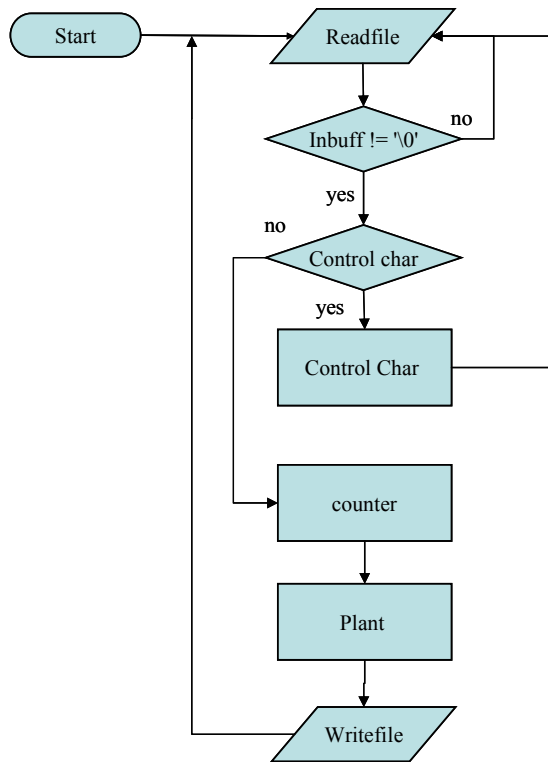 Start
Readfile
Inbuff != '\0'
no
yes
no
Control char
yes
Control Char
counter
Plant
Writefile